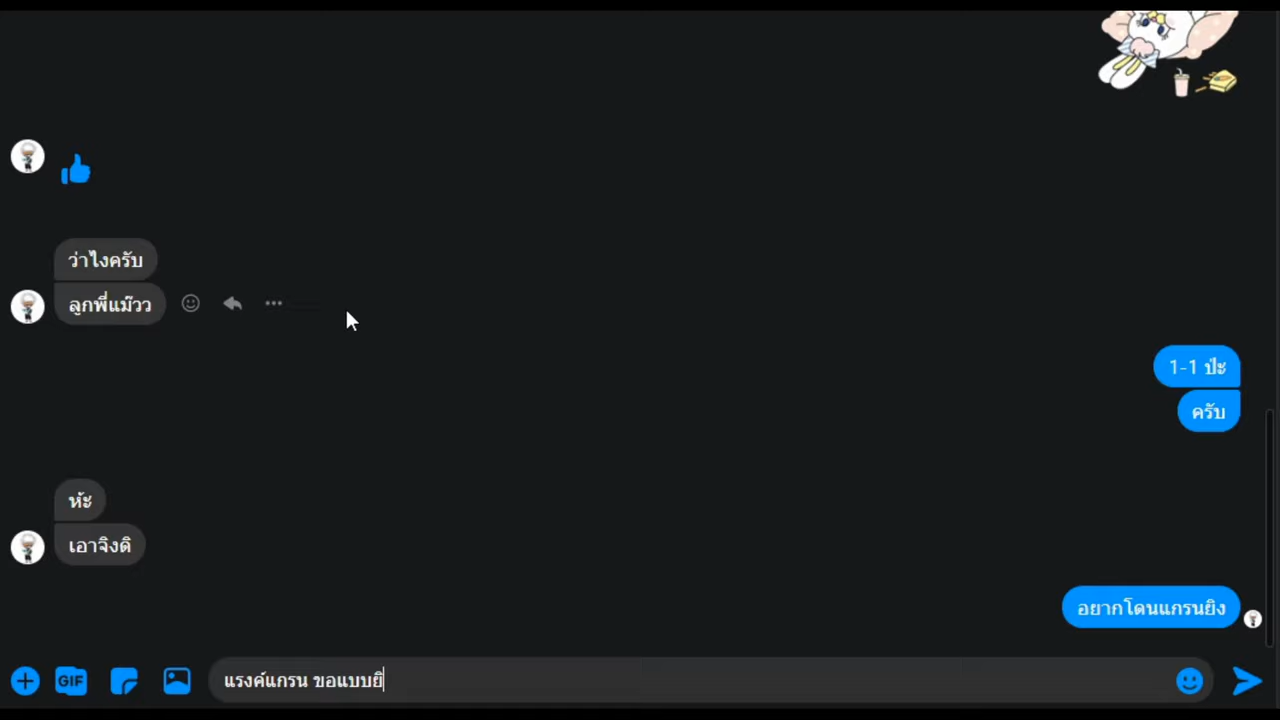 ว่าไงครับ
ลูกพี่แม๊วว
1-1 ป่ะ
ครับ
ห้ะ
เอาจิงดิ
อยากโดนแกรนยิง
GIF
แรงค์แกรน ขอแบบยิ